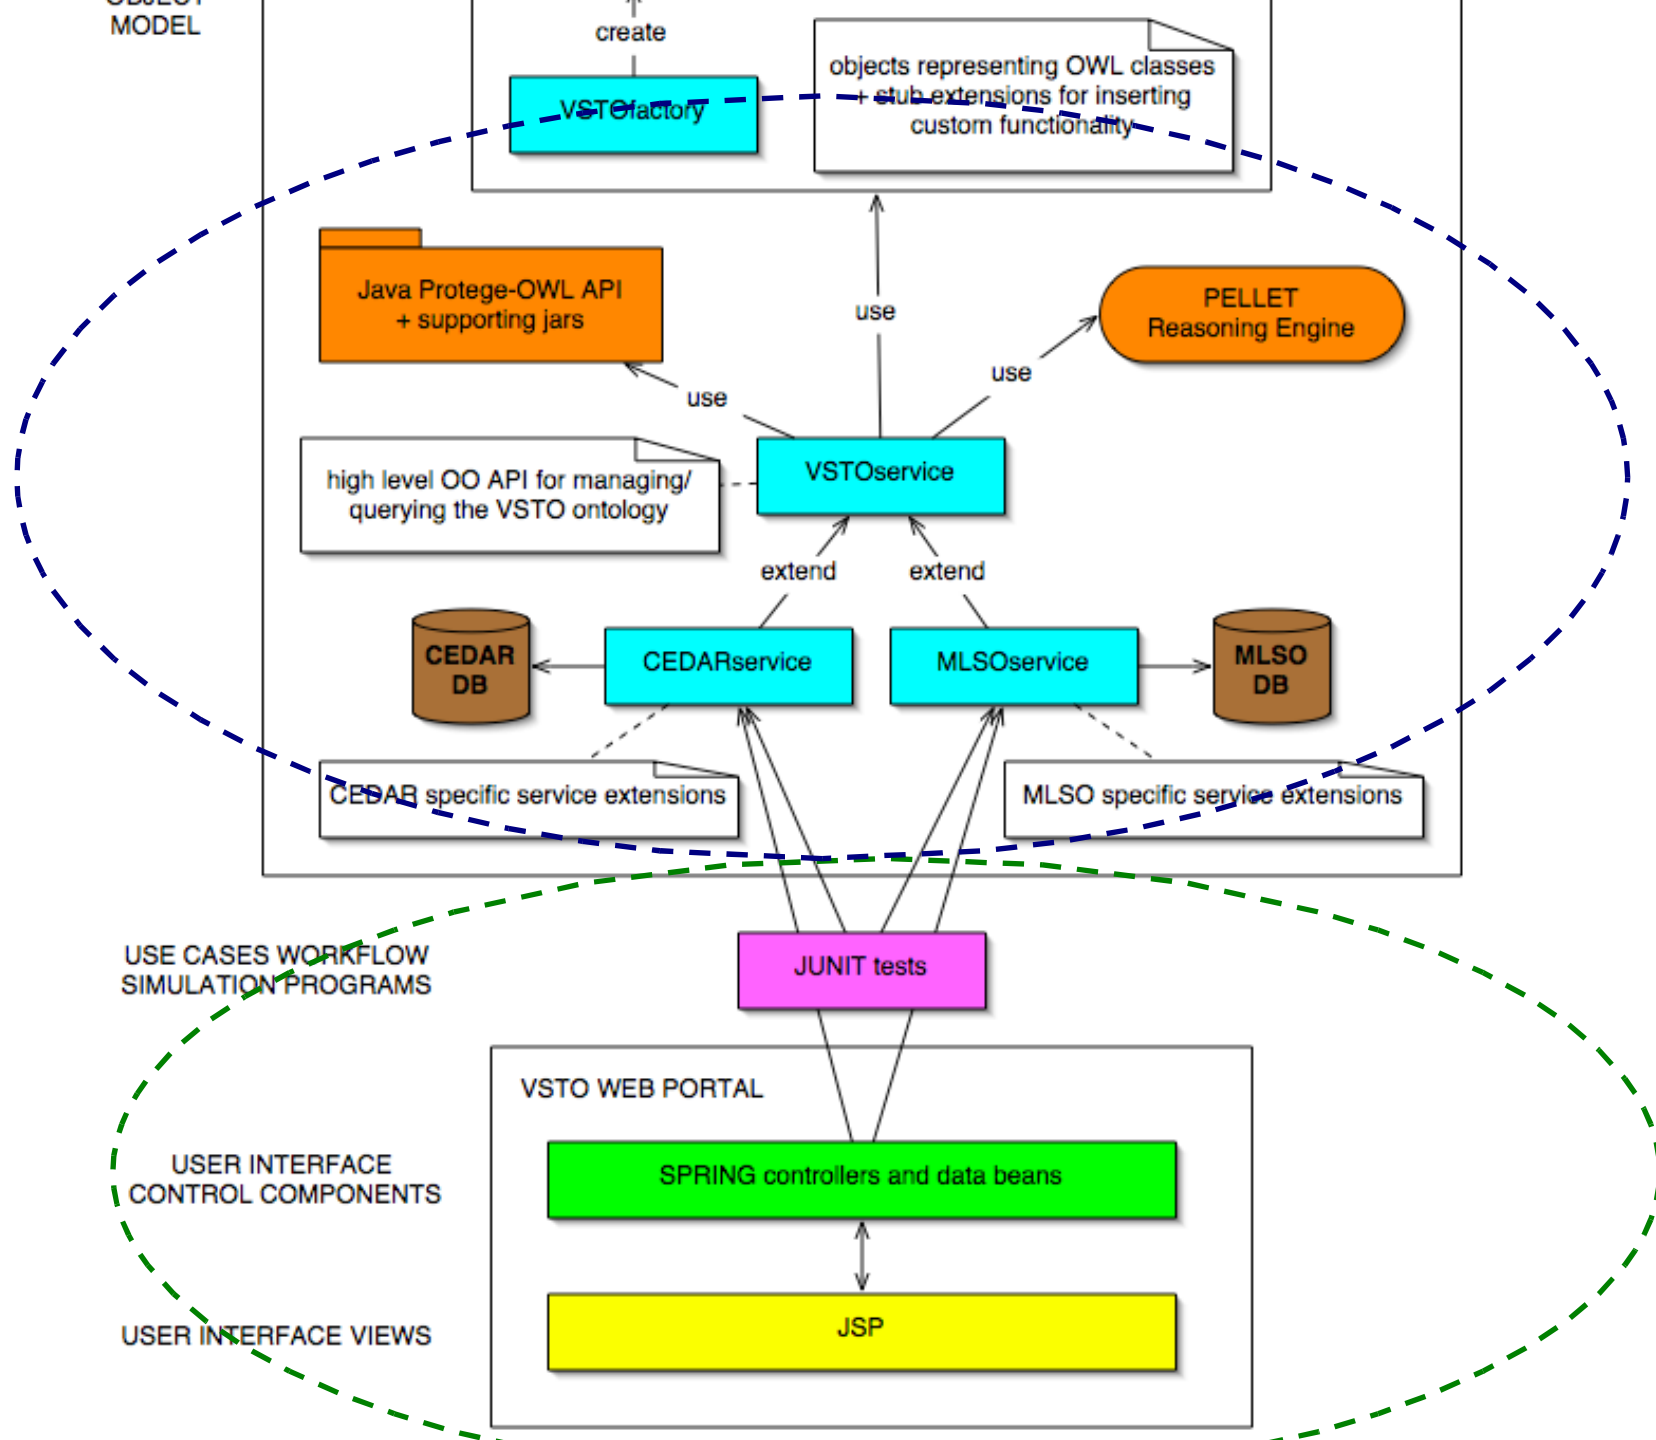 OBJECT
MODEL
create
VSTOfactory
objects representing OWL classes
+ stub extensions for inserting
custom functionality
Java Protege-OWL API
+ supporting jars
use
PELLET
Reasoning Engine
use
use
high level OO API for managing/
querying the VSTO ontology
VSTOservice
extend
extend
CEDAR
DB
CEDARservice
MLSOservice
MLSO
DB
CEDAR specific service extensions
MLSO specific service extensions
USE CASES WORKFLOW
SIMULATION PROGRAMS
JUNIT tests
VSTO WEB PORTAL
USER INTERFACE
CONTROL COMPONENTS
SPRING controllers and data beans
USER INTERFACE VIEWS
JSP